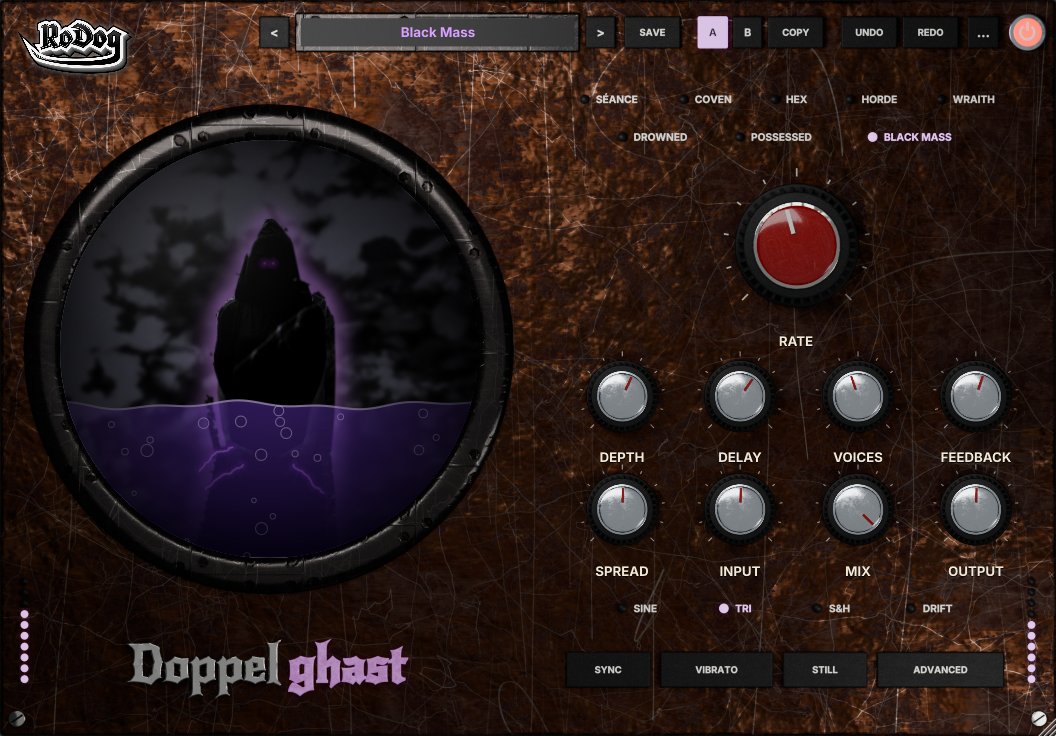 RoDog
< Black Mass > SAVE A B COPY UNDO REDO ...
SÉANCE COVEN HEX HORDE WRAITH
DROWNED POSSESSED BLACK MASS
RATE
DEPTH DELAY VOICES FEEDBACK
SPREAD INPUT MIX OUTPUT
SINE TRI S&H DRIFT
Doppel ghast
SYNC VIBRATO STILL ADVANCED